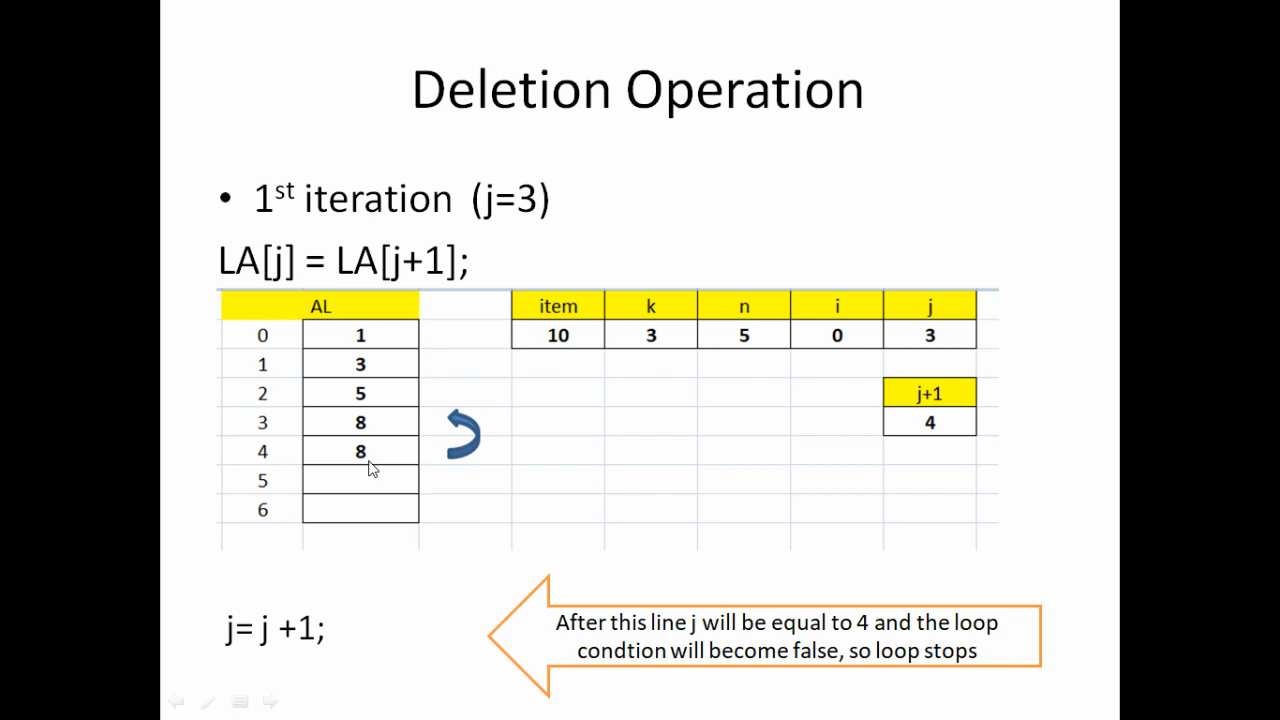 Deletion Operation
• 1st iteration (j=3)
LA[j] = LA[j+1];
AL item k n i j
0 1 10 3 5 0 3
1 3
2 5 j+1
3 8 4
4 8
5
6
j= j +1;
After this line j will be equal to 4 and the loop
condtion will become false, so loop stops